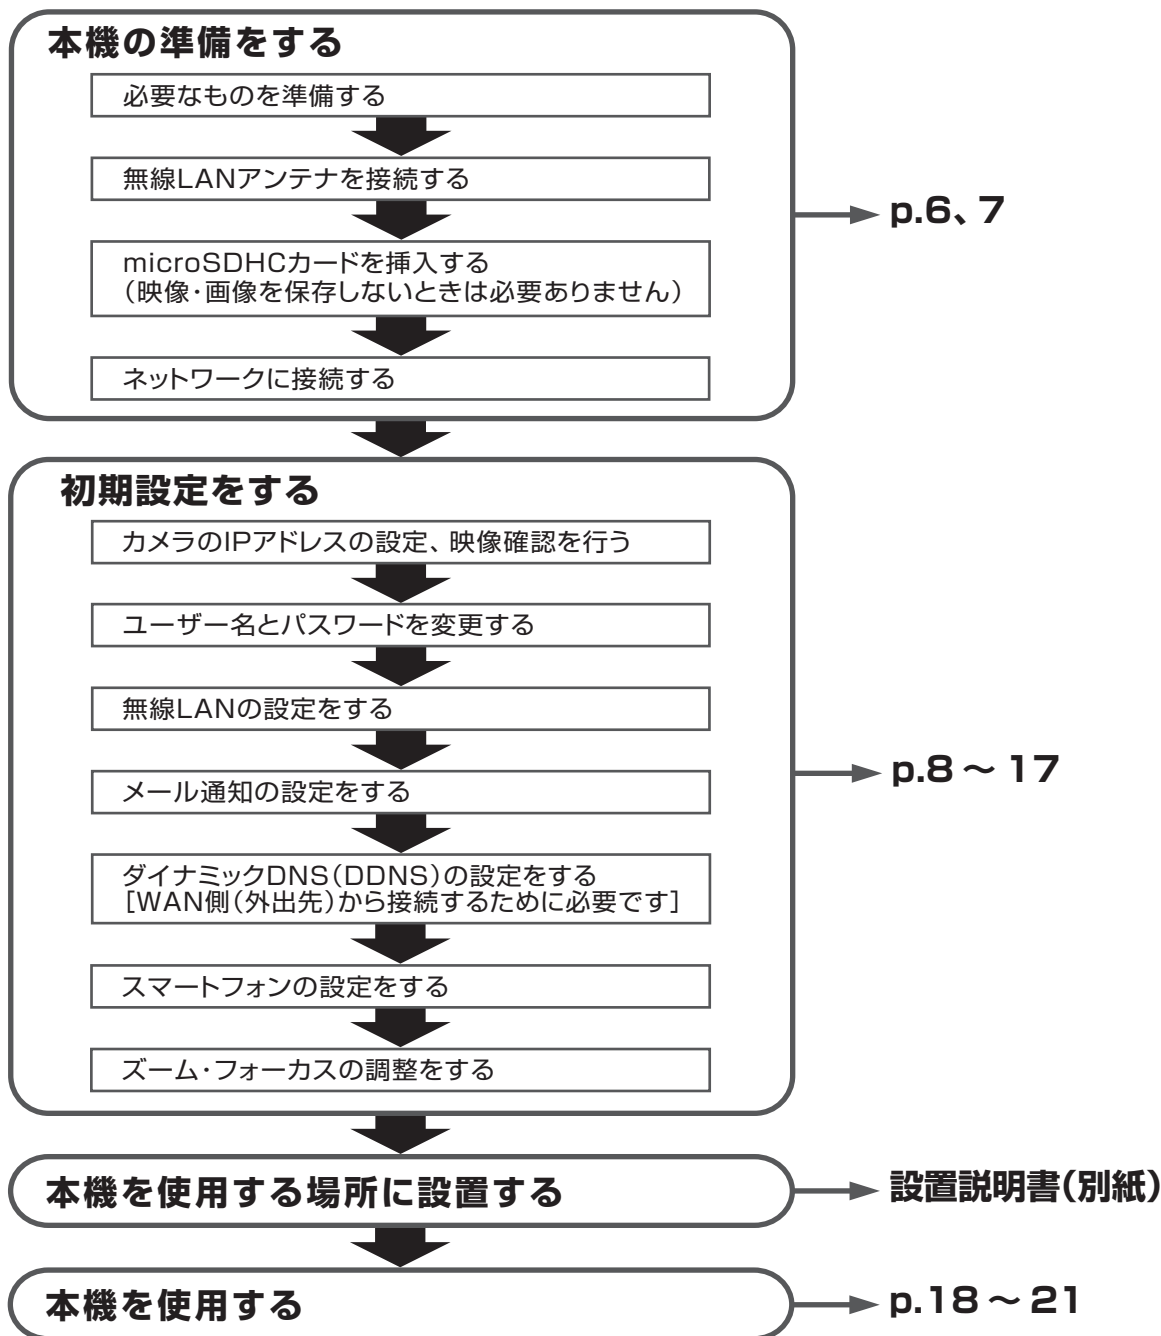 本機の準備をする
必要なものを準備する
無線LANアンテナを接続する
microSDHCカードを挿入する
（映像・画像を保存しないときは必要ありません）
ネットワークに接続する
p.6、7
初期設定をする
カメラのIPアドレスの設定、映像確認を行う
ユーザー名とパスワードを変更する
無線LANの設定をする
メール通知の設定をする
ダイナミックDNS（DDNS）の設定をする
［WAN側（外出先）から接続するために必要です］
スマートフォンの設定をする
ズーム・フォーカスの調整をする
p.8～17
本機を使用する場所に設置する
設置説明書（別紙）
本機を使用する
p.18～21